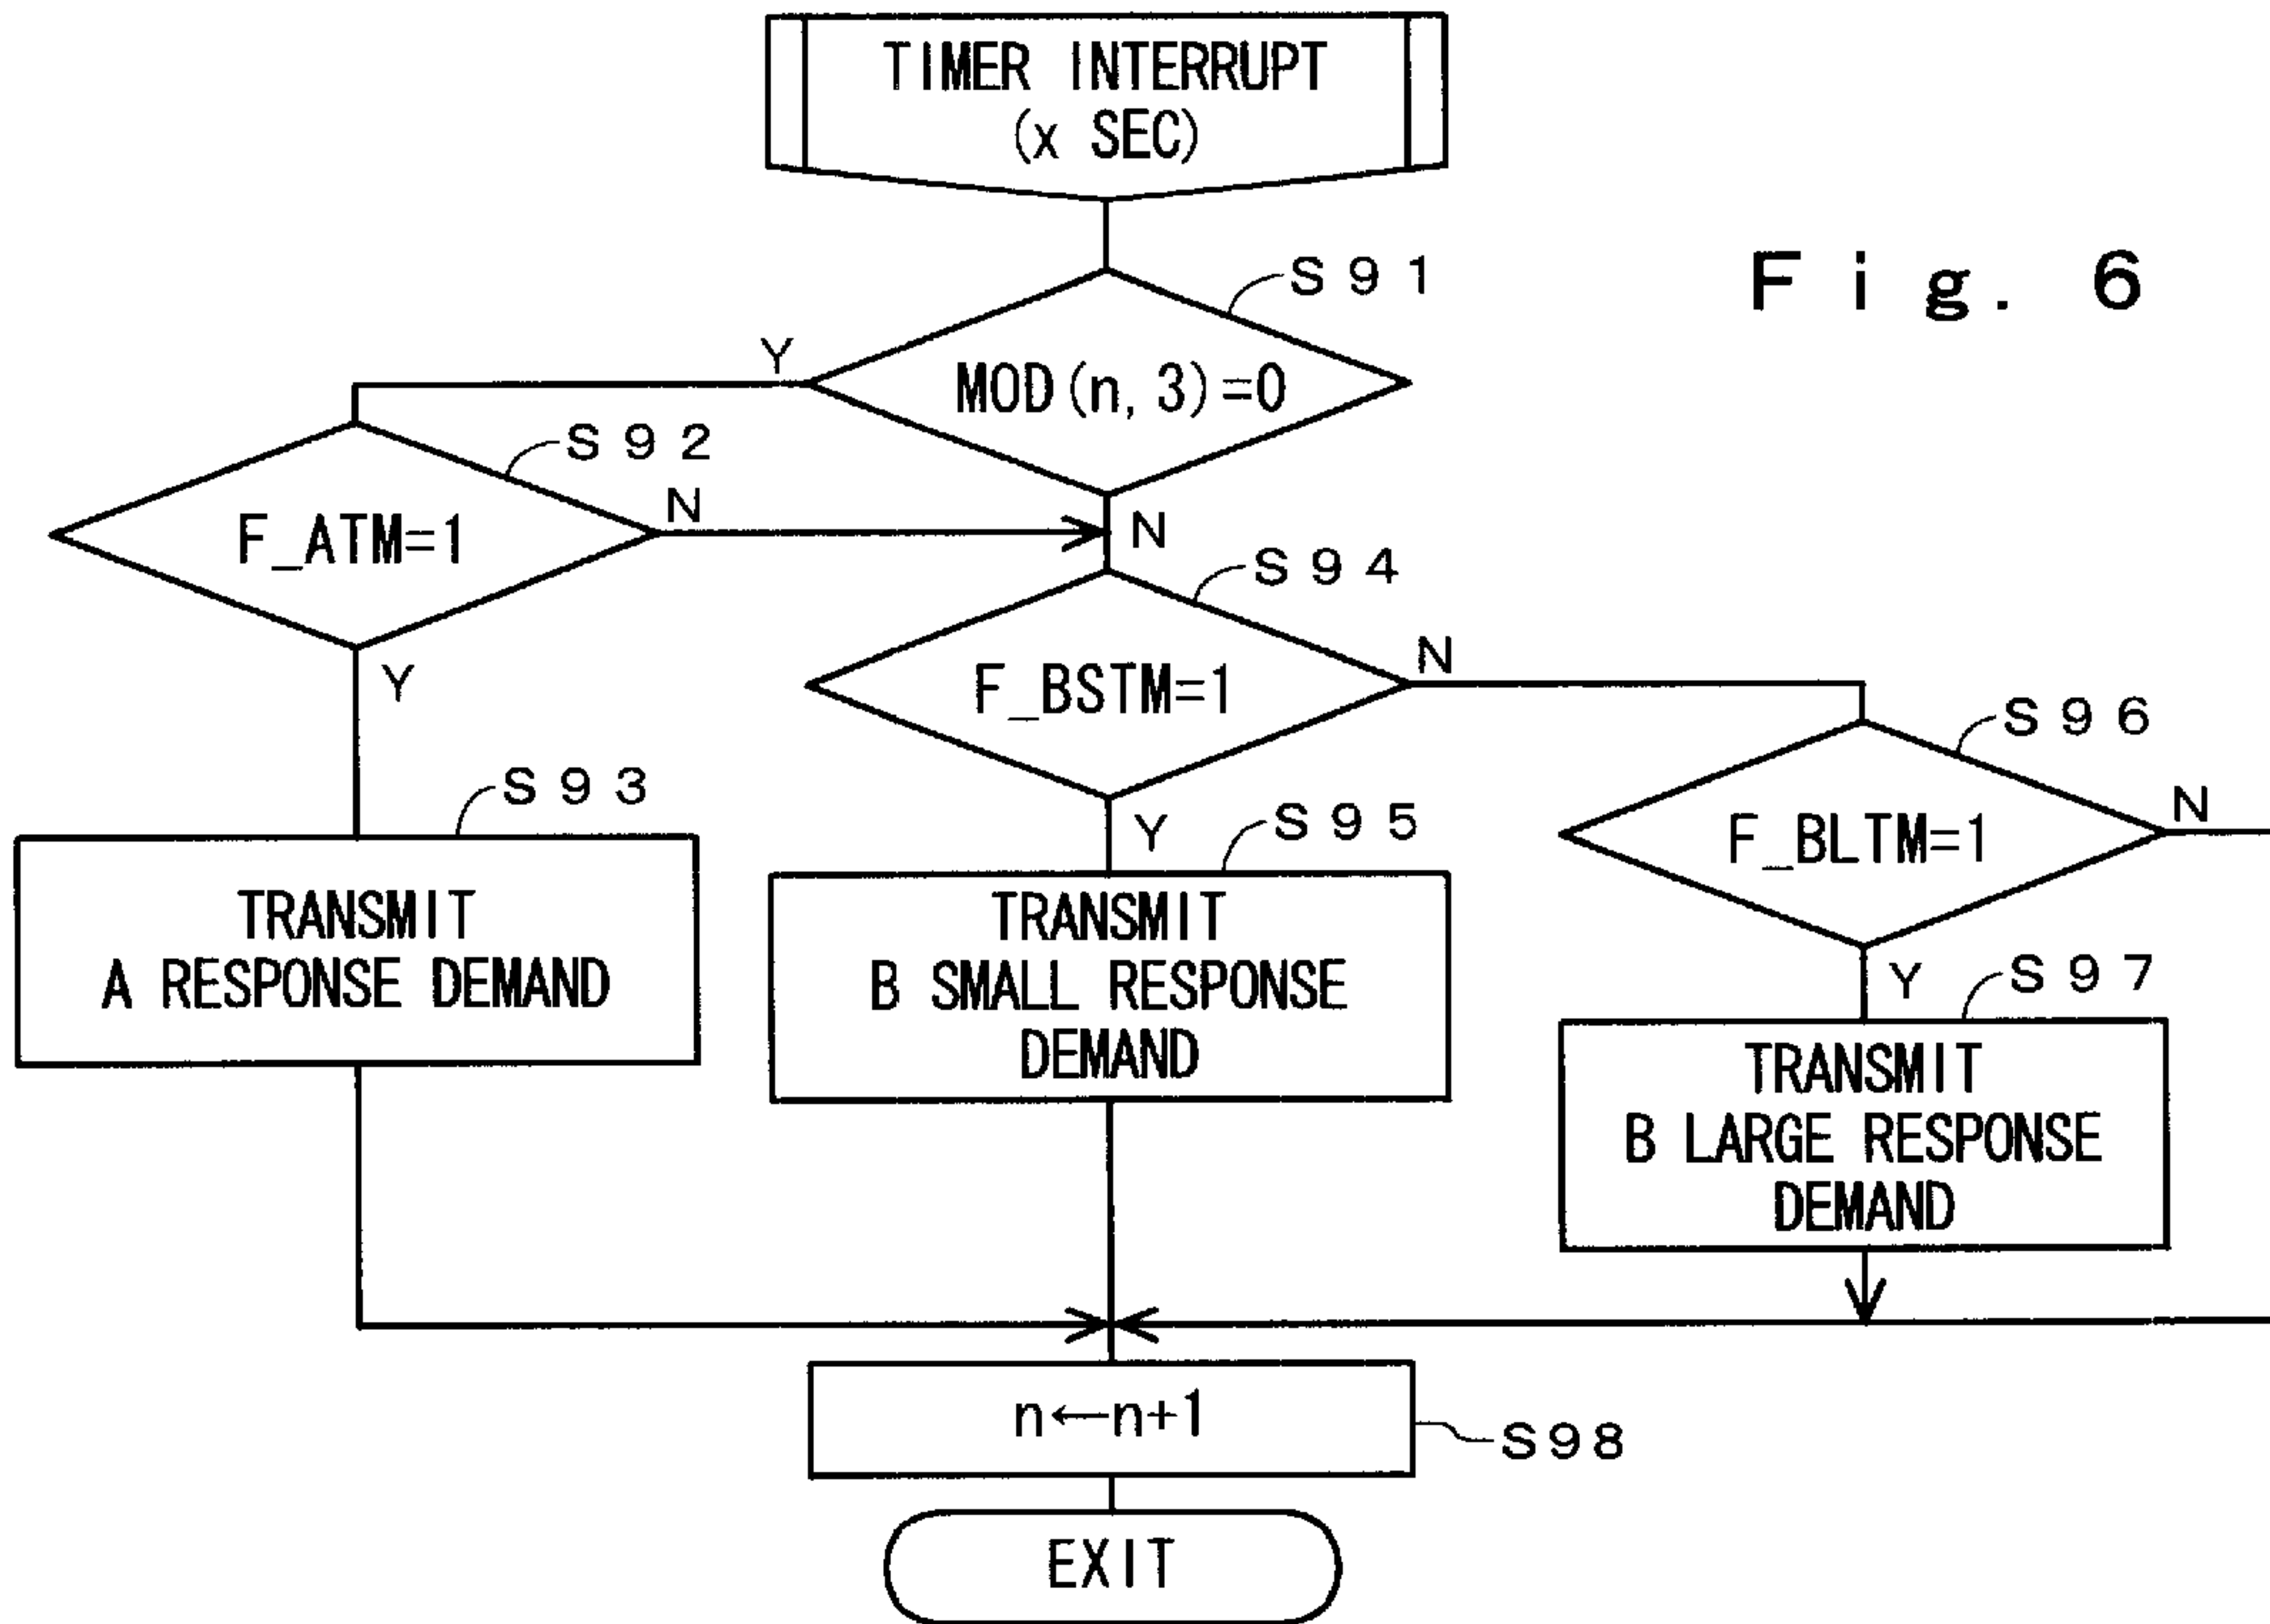 TIMER INTERRUPT
(x SEC)
Fig. 6
S91
Y
MOD(n,3)=0
S92
N
N
F_ATM=1
S94
Y
N
F_BSTM=1
S96
S93
Y
S95
N
F_BLTM=1
TRANSMIT
A RESPONSE DEMAND
TRANSMIT
B SMALL RESPONSE
DEMAND
Y
S97
TRANSMIT
B LARGE RESPONSE
DEMAND
n←n+1
S98
EXIT